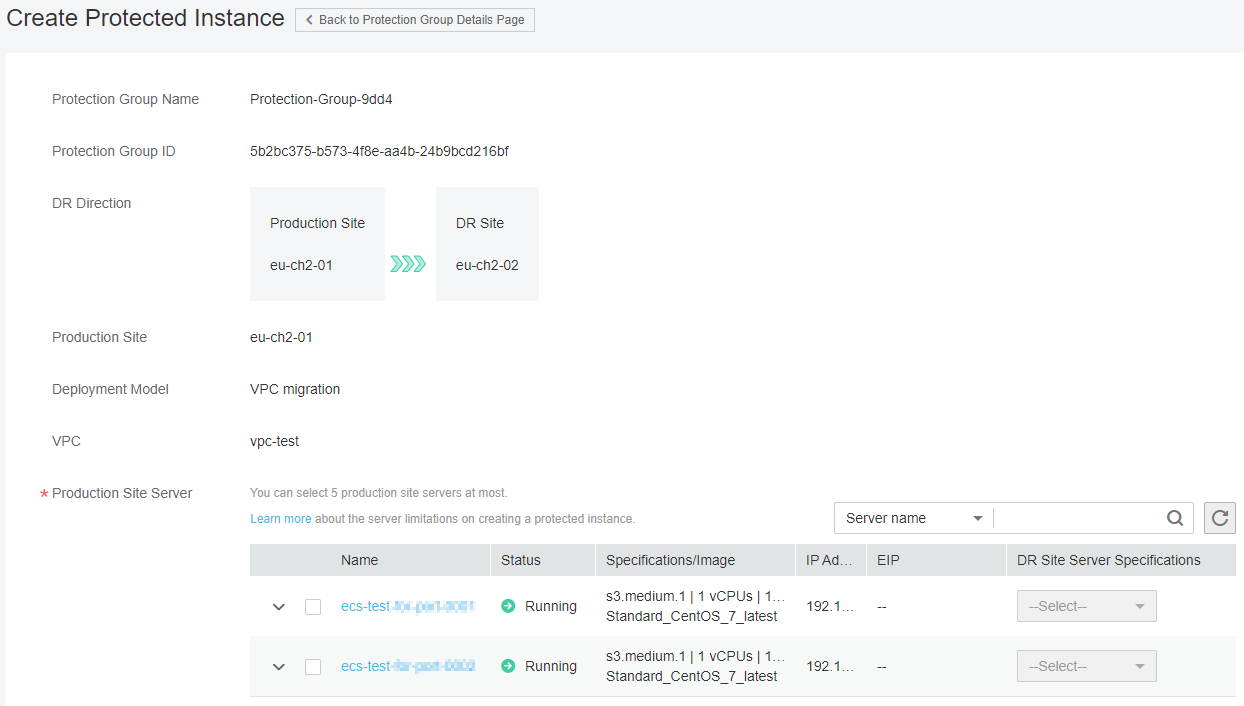 Create Protected Instance
Back to Protection Group Details Page
Protection Group Name
Protection-Group-9dd4
Protection Group ID
5b2bc375-b573-4f8e-aa4b-24b9bcd216bf
DR Direction
Production Site
eu-ch2-01
DR Site
eu-ch2-02
Production Site
eu-ch2-01
Deployment Model
VPC migration
VPC
vpc-test
* Production Site Server
You can select 5 production site servers at most.
Learn more about the server limitations on creating a protected instance.
Server name
Name Status Specifications/Image IP Ad... EIP DR Site Server Specifications
ecs-test Running s3.medium.1 | 1 vCPUs | 1... 192.1... -- --Select--
Standard_CentOS_7_latest
ecs-test Running s3.medium.1 | 1 vCPUs | 1... 192.1... -- --Select--
Standard_CentOS_7_latest